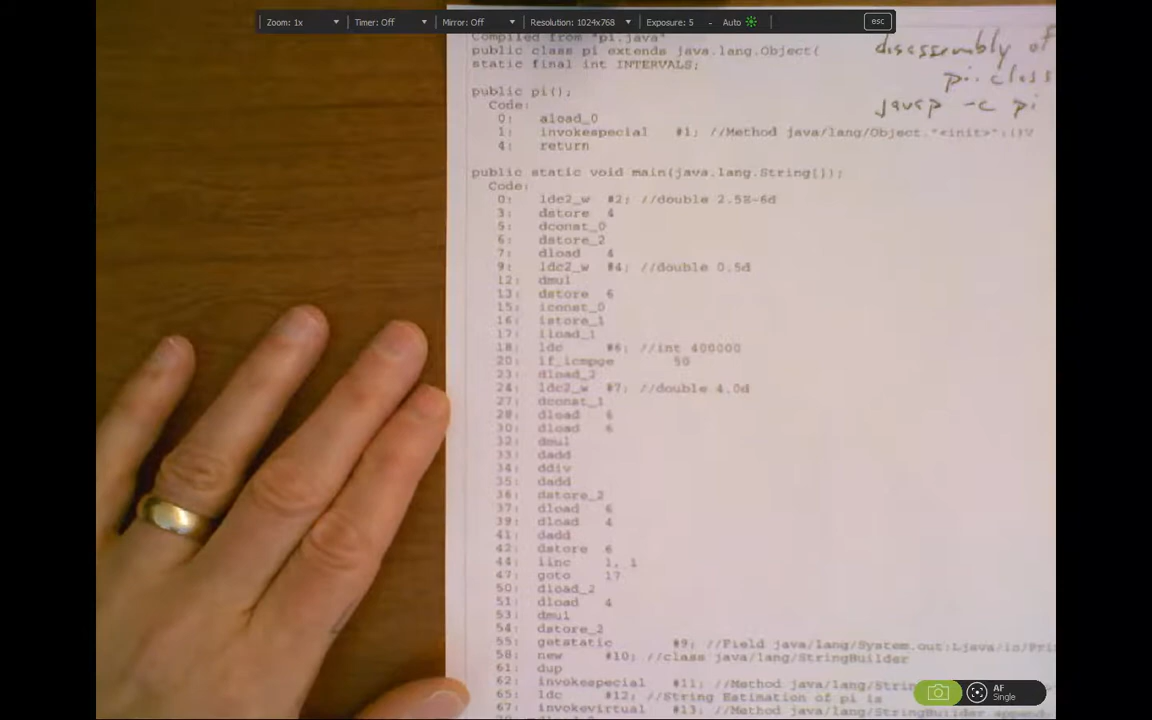 Zoom: 1x Timer: Off Mirror: Off Resolution: 1024x768 Exposure: 5 - Auto esc
Compiled from "pi.java"
public class pi extends java.lang.Object{
static final int INTERVALS;
disassembly of
pi.class
javap -c pi
public pi();
Code:
0: aload_0
1: invokespecial #1; //Method java/lang/Object."<init>":()V
4: return
public static void main(java.lang.String[]);
Code:
0: ldc2_w #2; //double 2.5E-6d
3: dstore 4
5: dconst_0
6: dstore_2
7: dload 4
9: ldc2_w #4; //double 0.5d
12: dmul
13: dstore 6
15: iconst_0
16: istore_1
17: iload_1
18: ldc #6; //int 400000
20: if_icmpge 50
23: dload_2
24: ldc2_w #7; //double 4.0d
27: dconst_1
28: dload 6
30: dload 6
32: dmul
33: dadd
34: ddiv
35: dadd
36: dstore_2
37: dload 6
39: dload 4
41: dadd
42: dstore 6
44: iinc 1, 1
47: goto 17
50: dload_2
51: dload 4
53: dmul
54: dstore_2
55: getstatic #9; //Field java/lang/System.out:Ljava/io/Pri
58: new #10; //class java/lang/StringBuilder
61: dup
62: invokespecial #11; //Method java/lang/Strin
65: ldc #12; //String Estimation of pi is
67: invokevirtual #13; //Method java/lang/StringBuilder.append
AF
Single